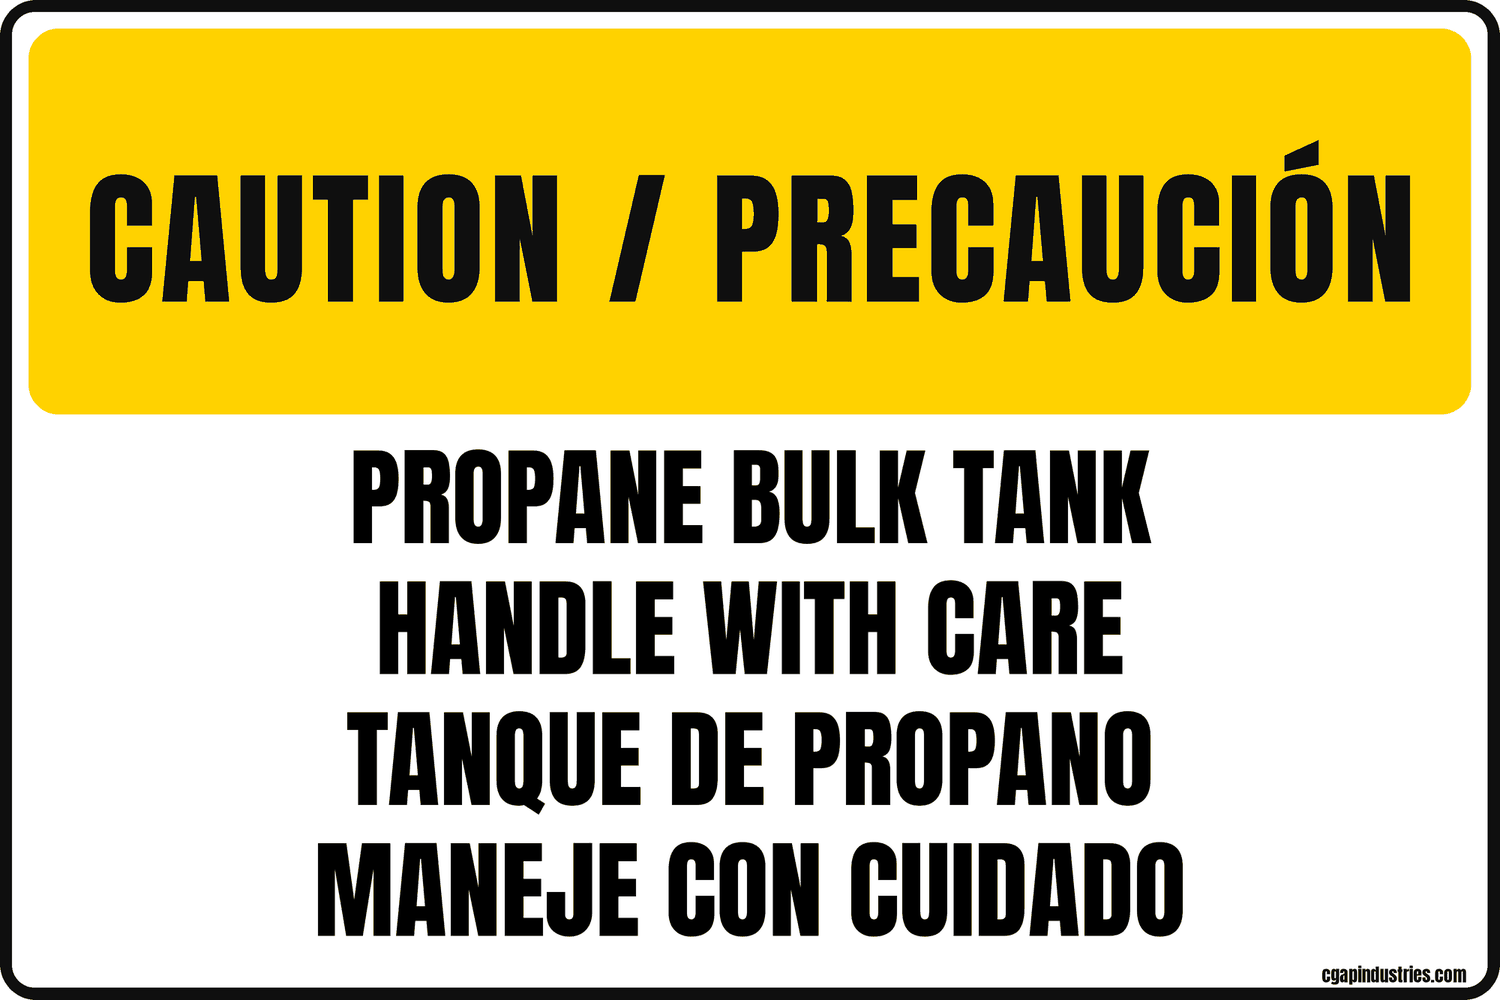 CAUTION / PRECAUCIÓN
PROPANE BULK TANK
HANDLE WITH CARE
TANQUE DE PROPANO
MANEJE CON CUIDADO
cgapindustries.com